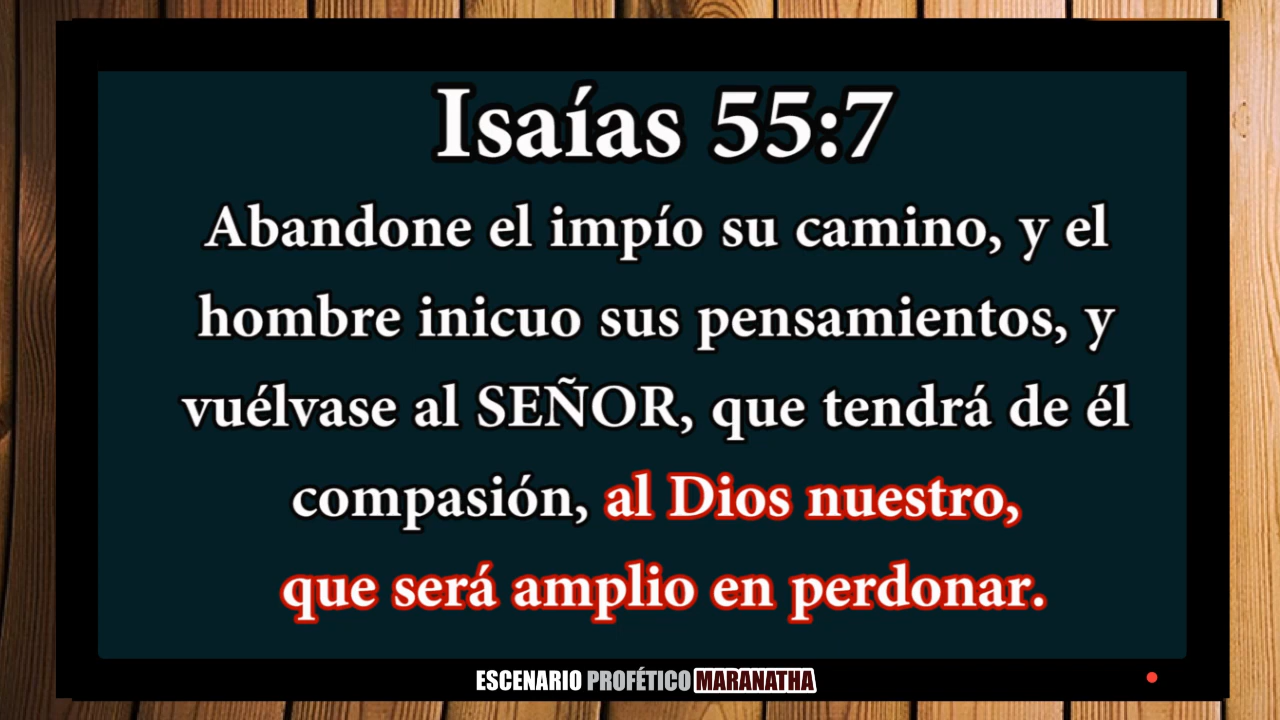 Isaías 55:7
Abandone el impío su camino, y el
hombre inicuo sus pensamientos, y
vuélvase al SEÑOR, que tendrá de él
compasión, al Dios nuestro,
que será amplio en perdonar.
ESCENARIO PROFÉTICO MARANATHA